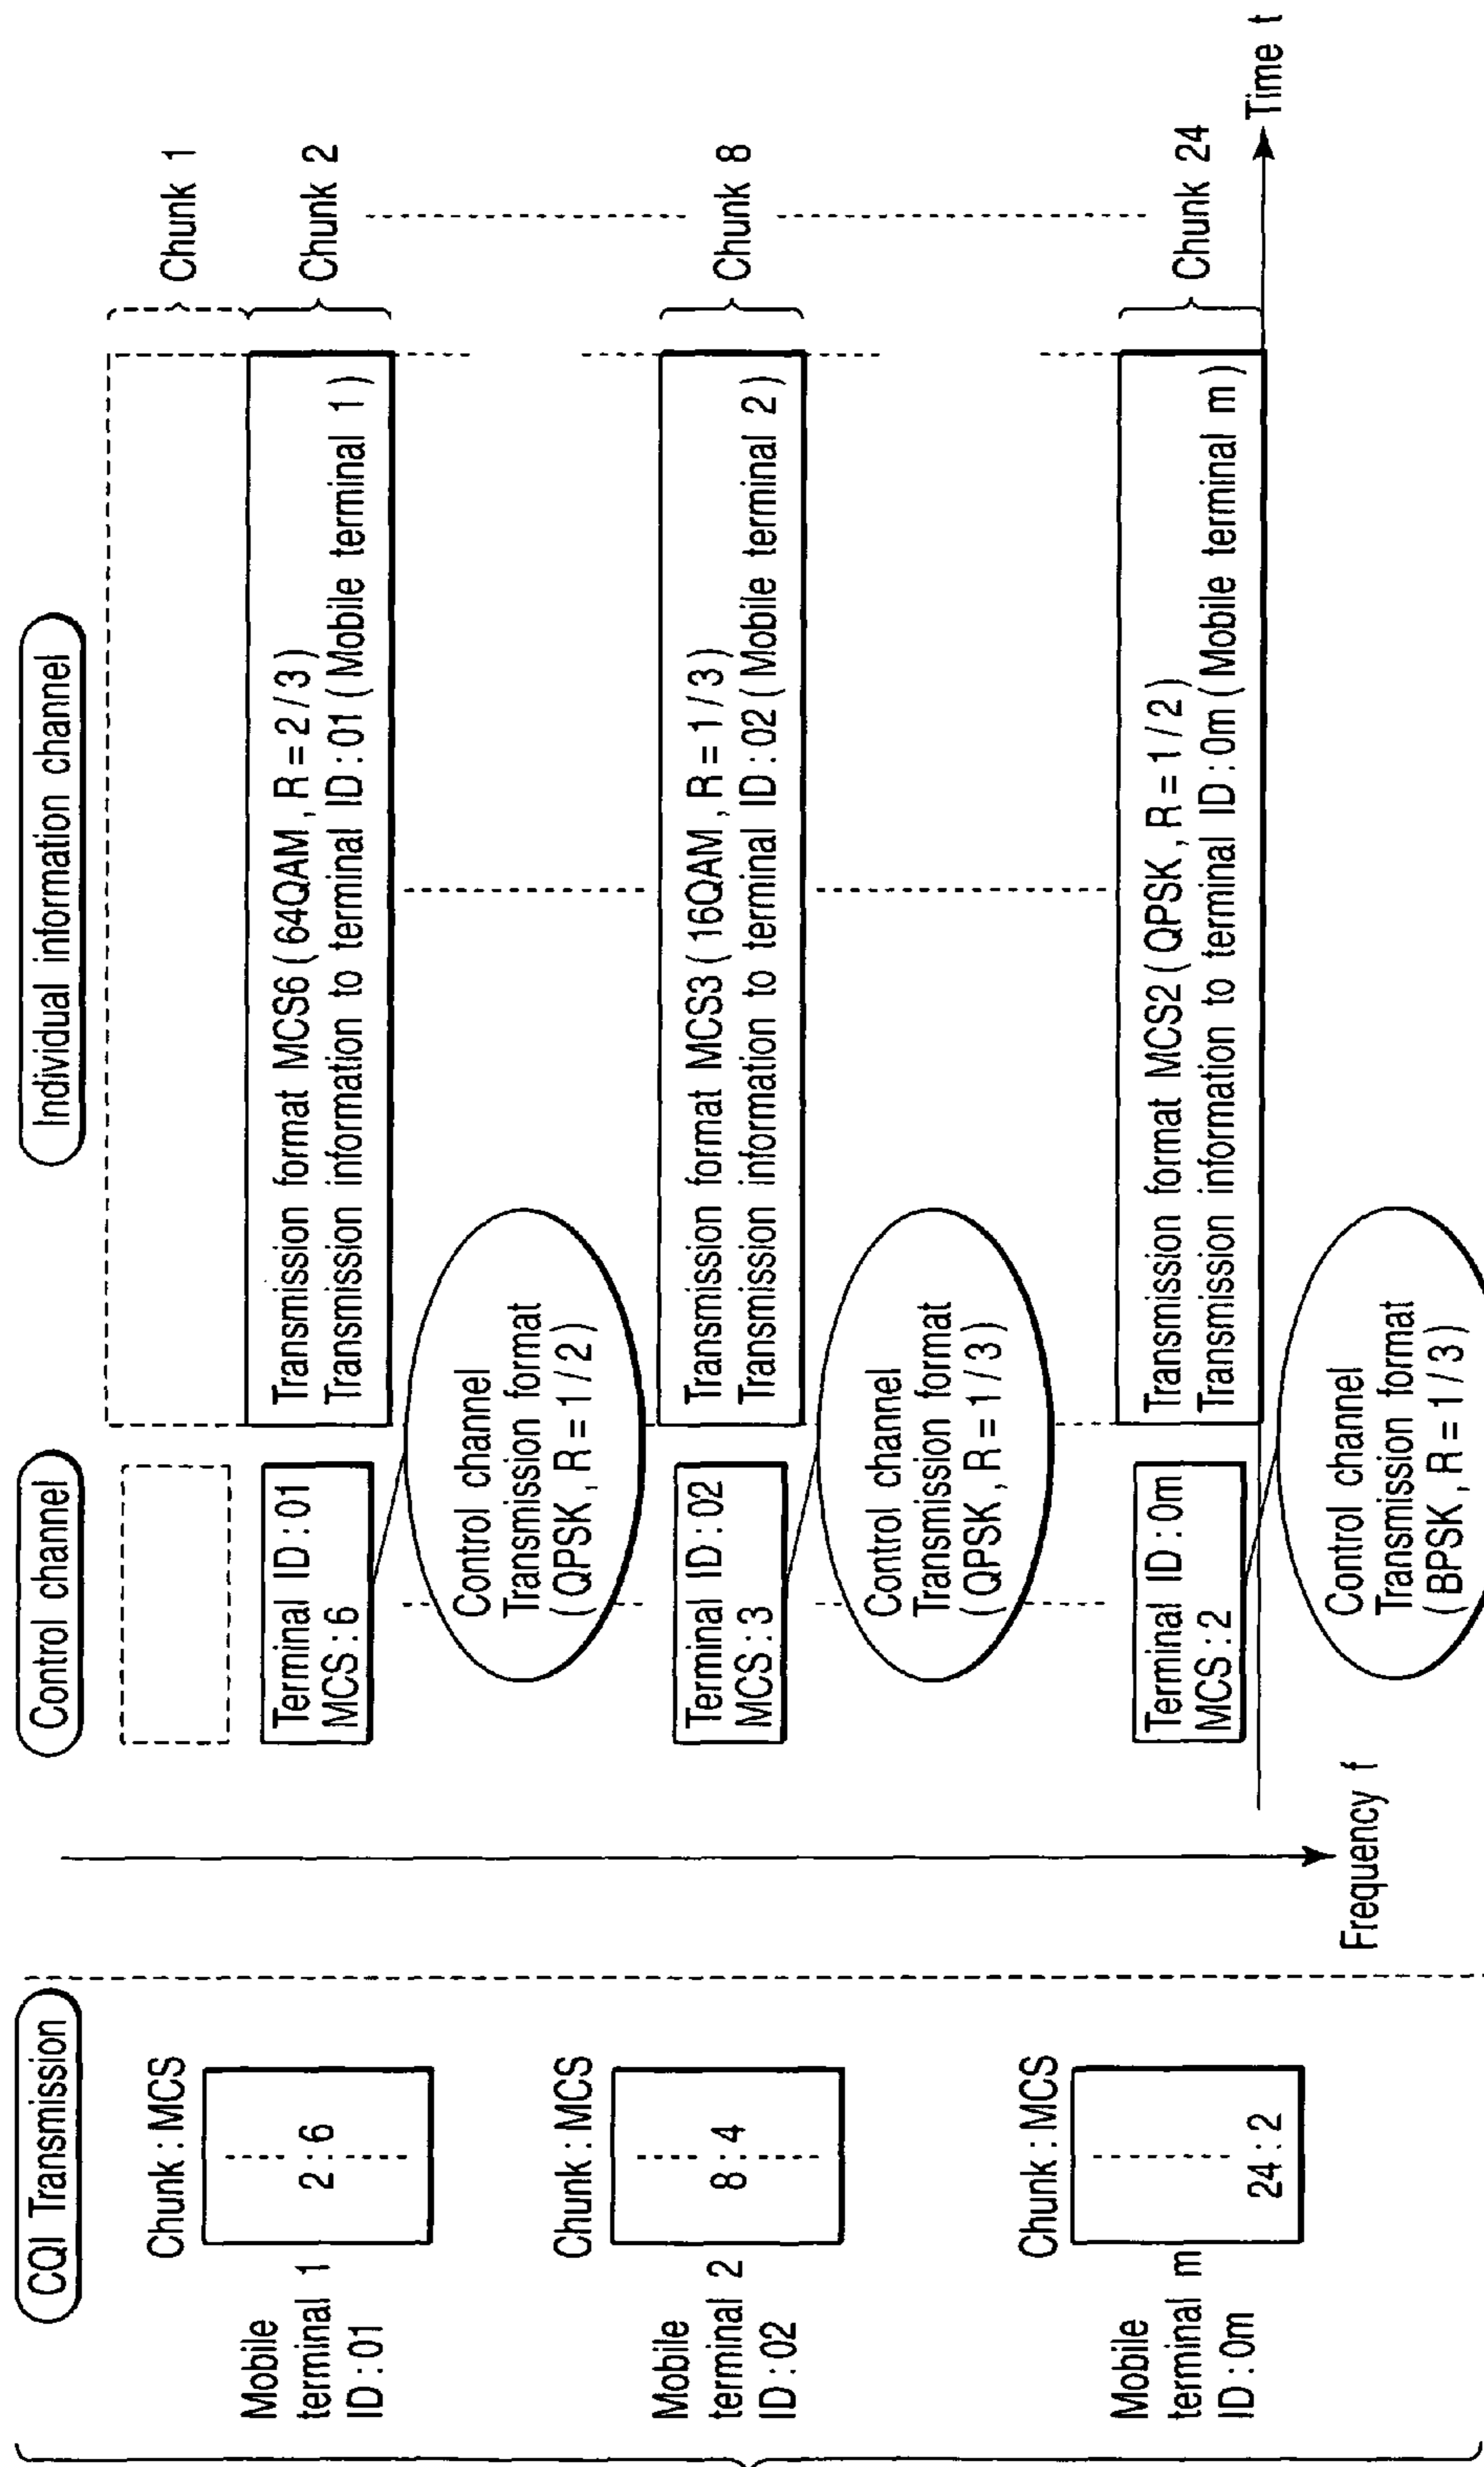 CQI Transmission
Control channel
Individual information channel
Mobile
terminal 1
ID : 01
Chunk : MCS
2 : 6
Mobile
terminal 2
ID : 02
Chunk : MCS
8 : 4
Mobile
terminal m
ID : 0m
Chunk : MCS
24 : 2
Frequency f
Terminal ID : 01
MCS : 6
Control channel
Transmission format
( QPSK , R = 1 / 2 )
Transmission format MCS6 ( 64QAM , R = 2 / 3 )
Transmission information to terminal ID : 01 ( Mobile terminal 1 )
Chunk 1
Chunk 2
Terminal ID : 02
MCS : 3
Control channel
Transmission format
( QPSK , R = 1 / 3 )
Transmission format MCS3 ( 16QAM , R = 1 / 3 )
Transmission information to terminal ID : 02 ( Mobile terminal 2 )
Chunk 8
Terminal ID : 0m
MCS : 2
Control channel
Transmission format
( BPSK , R = 1 / 3 )
Transmission format MCS2 ( QPSK , R = 1 / 2 )
Transmission information to terminal ID : 0m ( Mobile terminal m )
Chunk 24
Time t